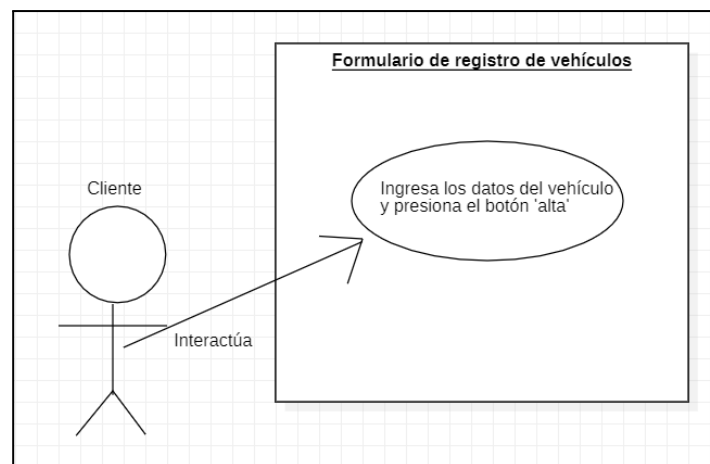 Formulario de registro de vehículos
Cliente
Ingresa los datos del vehículo
y presiona el botón 'alta'
Interactúa